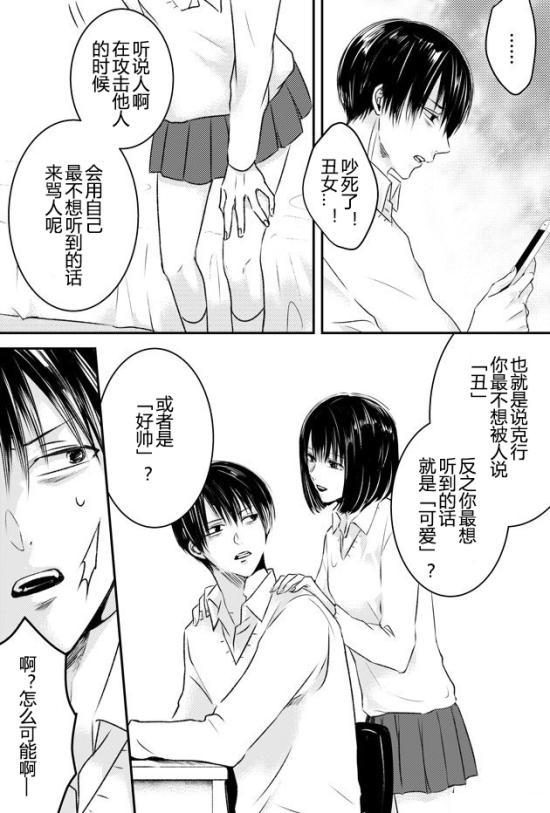 ……
吵死了！
丑女…！
听说人啊
在攻击他人
的时候
会用自己
最不想听到的话
来骂人呢
也就是说克行
你最不想被人说
「丑」
反之你最想
听到的话
就是「可爱」？
或者是
「好帅」？
啊？怎么可能啊—